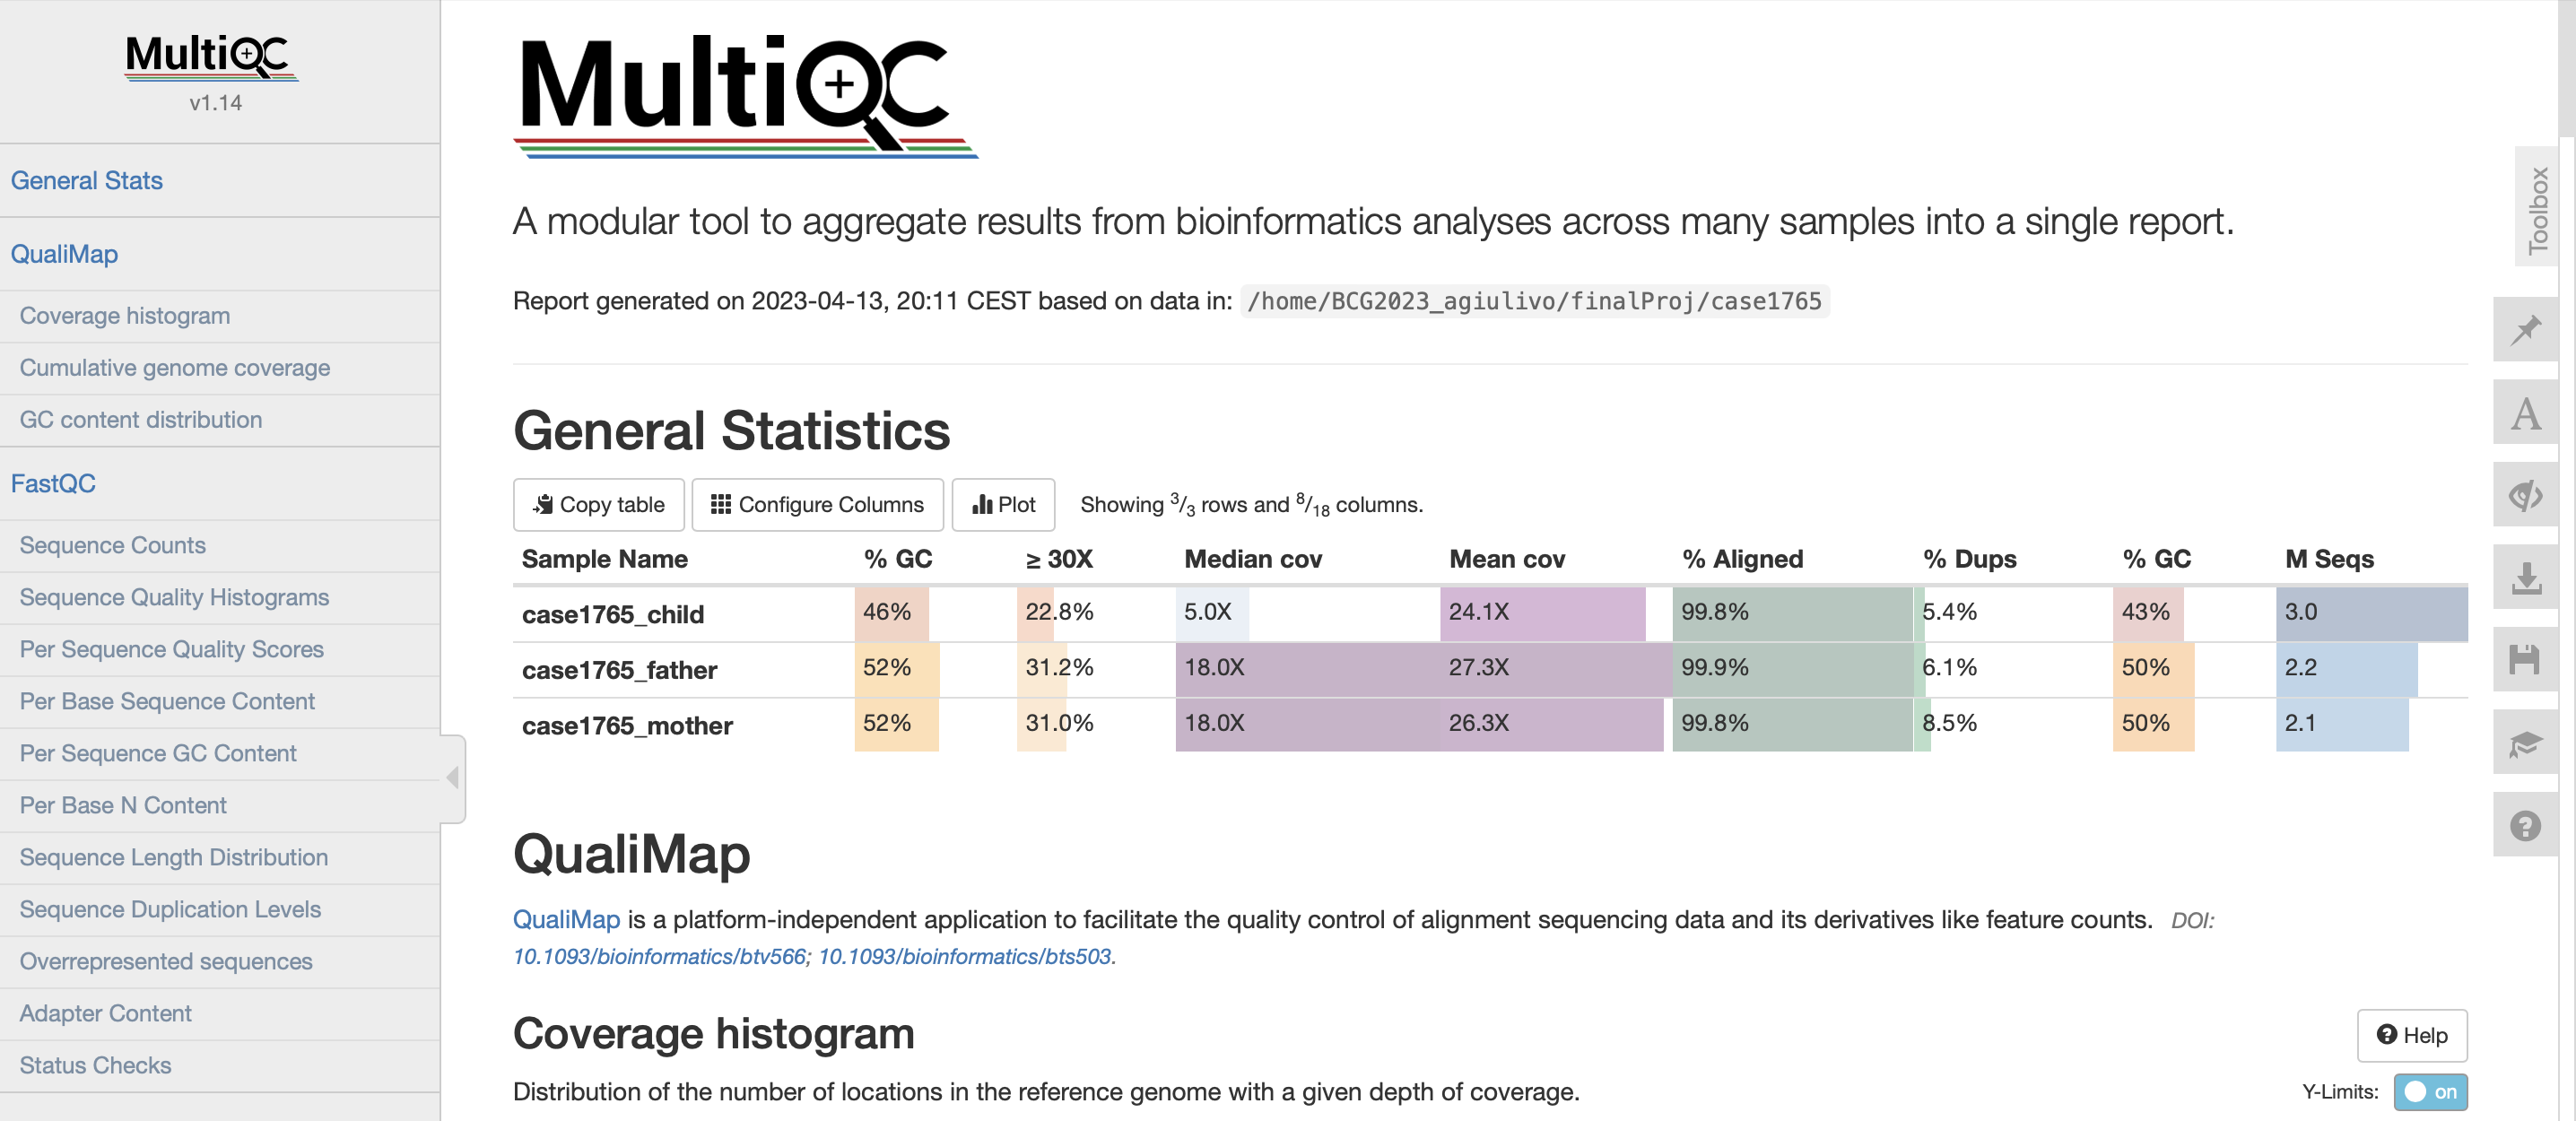 MultiQC
v1.14
General Stats
QualiMap
Coverage histogram
Cumulative genome coverage
GC content distribution
FastQC
Sequence Counts
Sequence Quality Histograms
Per Sequence Quality Scores
Per Base Sequence Content
Per Sequence GC Content
Per Base N Content
Sequence Length Distribution
Sequence Duplication Levels
Overrepresented sequences
Adapter Content
Status Checks
MultiQC
A modular tool to aggregate results from bioinformatics analyses across many samples into a single report.
Report generated on 2023-04-13, 20:11 CEST based on data in: /home/BCG2023_agiulivo/finalProj/case1765
General Statistics
Copy table Configure Columns Plot Showing 3/3 rows and 8/18 columns.
Sample Name % GC ≥ 30X Median cov Mean cov % Aligned % Dups % GC M Seqs
case1765_child 46% 22.8% 5.0X 24.1X 99.8% 5.4% 43% 3.0
case1765_father 52% 31.2% 18.0X 27.3X 99.9% 6.1% 50% 2.2
case1765_mother 52% 31.0% 18.0X 26.3X 99.8% 8.5% 50% 2.1
QualiMap
QualiMap is a platform-independent application to facilitate the quality control of alignment sequencing data and its derivatives like feature counts. DOI:
10.1093/bioinformatics/btv566; 10.1093/bioinformatics/bts503.
Coverage histogram
Help
Distribution of the number of locations in the reference genome with a given depth of coverage.
Y-Limits: on
Toolbox
A